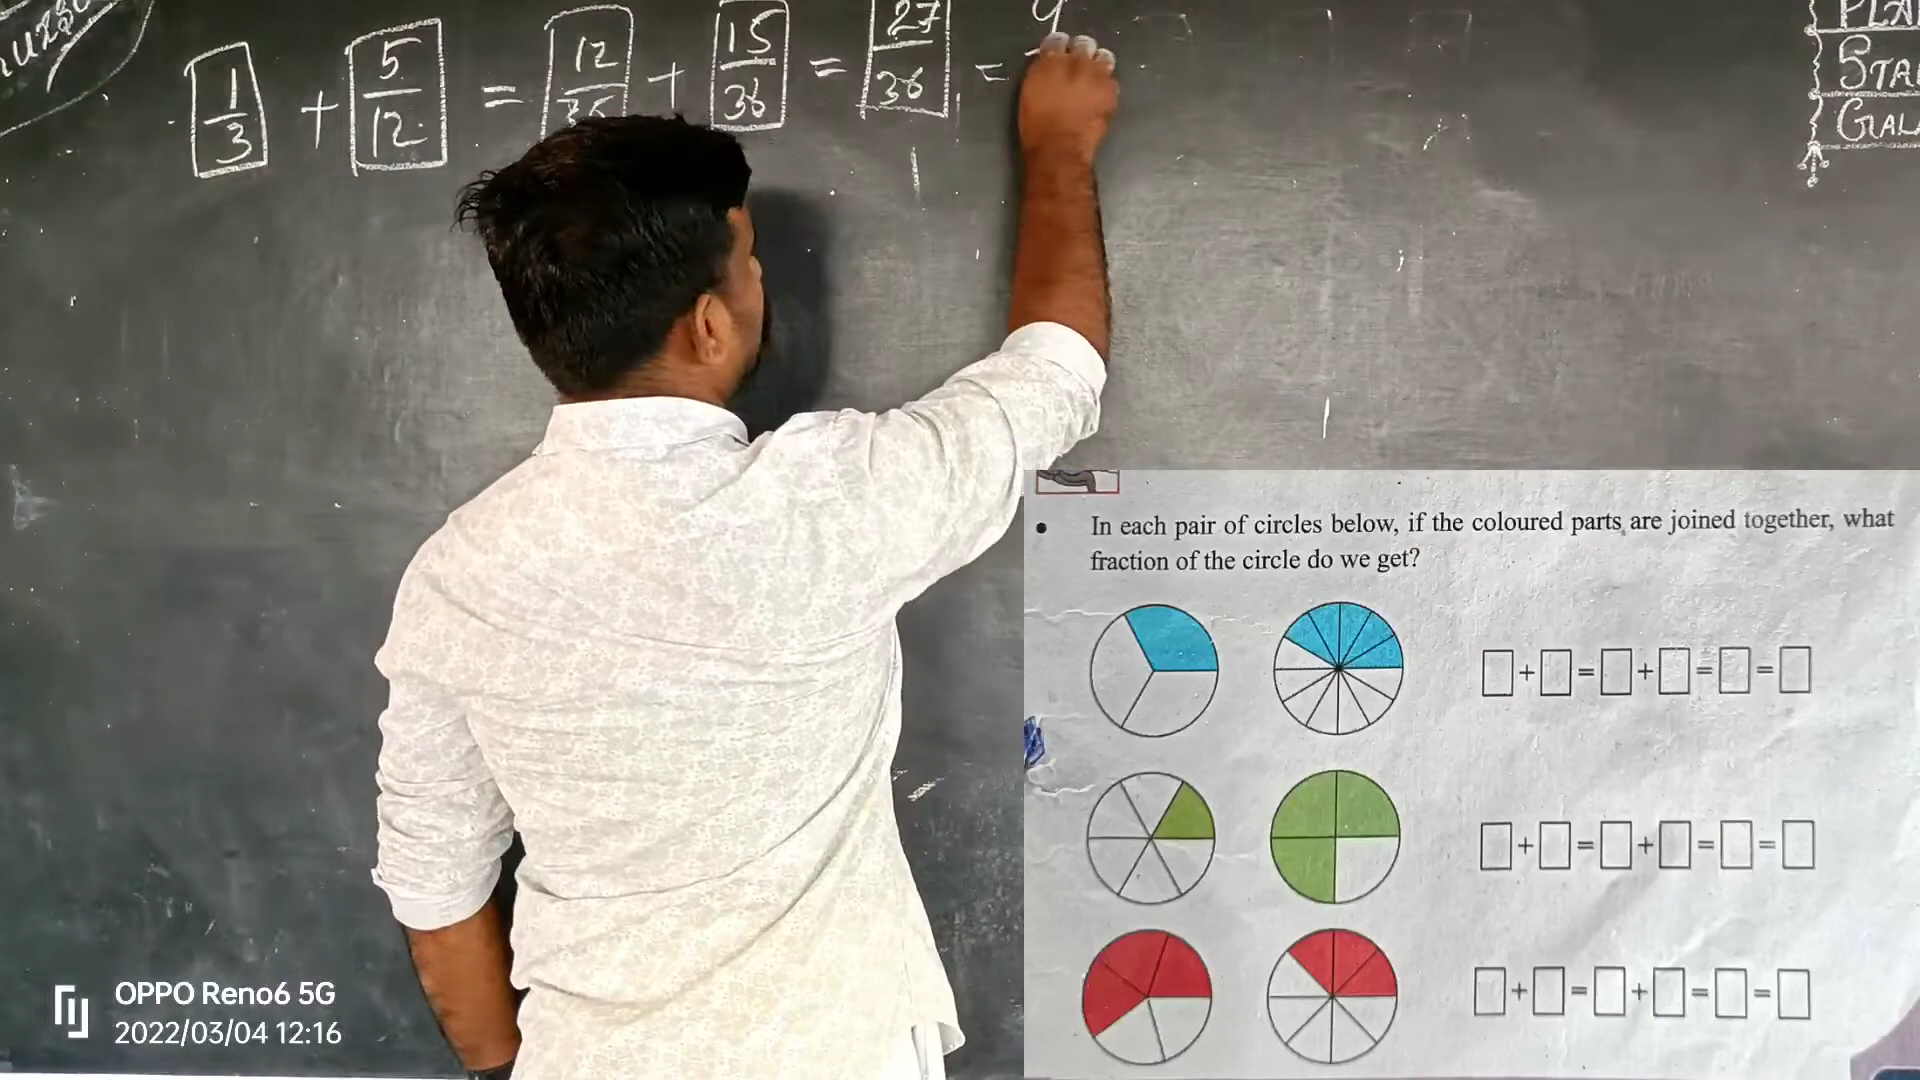 1/3 + 5/12 = 12/36 + 15/36 = 27/36 = 9
PLA
STA
GALA
• In each pair of circles below, if the coloured parts are joined together, what
fraction of the circle do we get?
□+□=□+□=□=□
□+□=□+□=□=□
□+□=□+□=□=□
OPPO Reno6 5G
2022/03/04 12:16